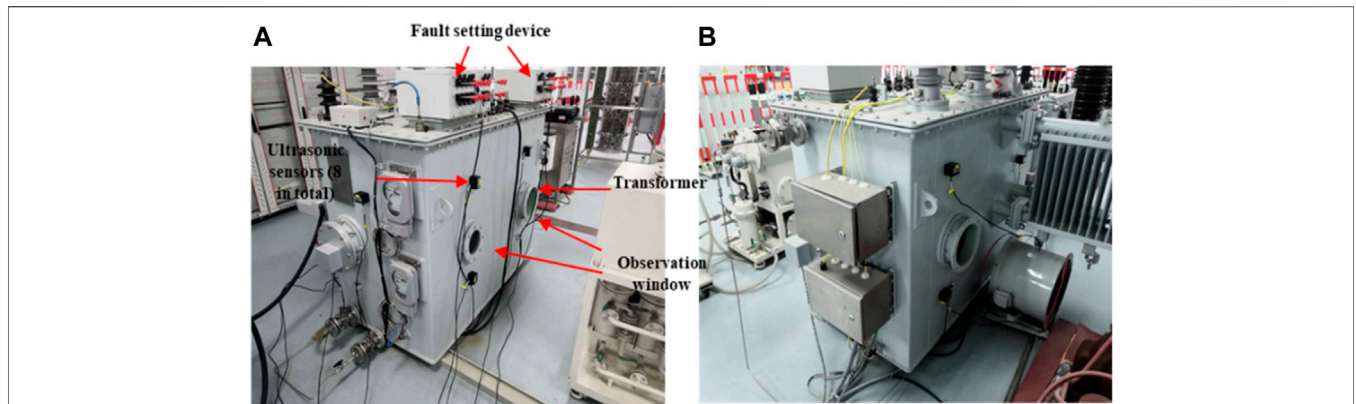 A
B
Fault setting device
Ultrasonic
sensors (8
in total)
Transformer
Observation
window